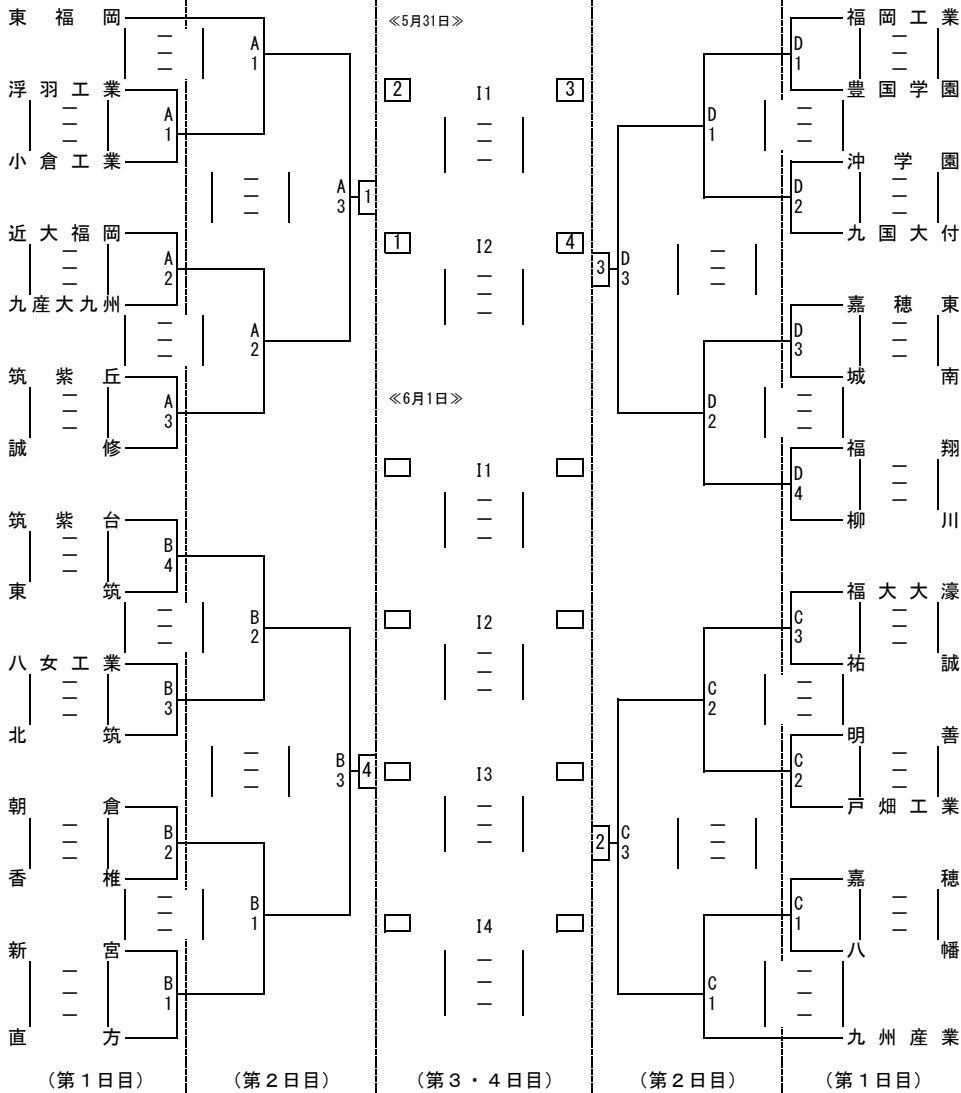 東福岡
A1
浮羽工業
A1
小倉工業
A3
1
近大福岡
A2
九産大九州
A2
筑紫丘
A3
誠修
筑紫台
B4
東筑
B2
八女工業
B3
北筑
B3
4
朝倉
B2
香椎
B1
新宮
B1
直方
≪5月31日≫
2 I1 3
1 I2 4
≪6月1日≫
I1
I2
I3
I4
福岡工業
D1
豊国学園
D1
沖学園
D2
九国大付
3
D3
嘉穂東
D3
城南
D2
福翔
D4
柳川
福大大濠
C3
祐誠
C2
明善
C2
戸畑工業
2
C3
嘉穂
C1
八幡
C1
九州産業
(第1日目) (第2日目) (第3・4日目) (第2日目) (第1日目)